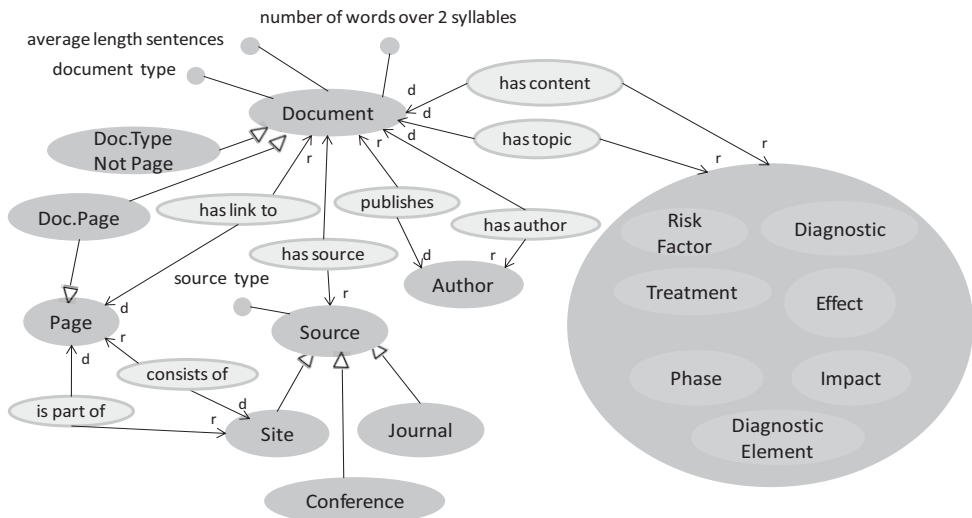 number of words over 2 syllables
average length sentences
document type
has content
d
Document
d
d
has topic
Doc.Type
Not Page
r
r
r
r
Doc.Page
has link to
publishes
has author
Risk
Factor
Diagnostic
has source
d
r
source type
r
Author
Treatment
Effect
Page
d
Source
r
d
consists of
Phase
Impact
is part of
d
r
Site
Journal
Diagnostic
Element
Conference